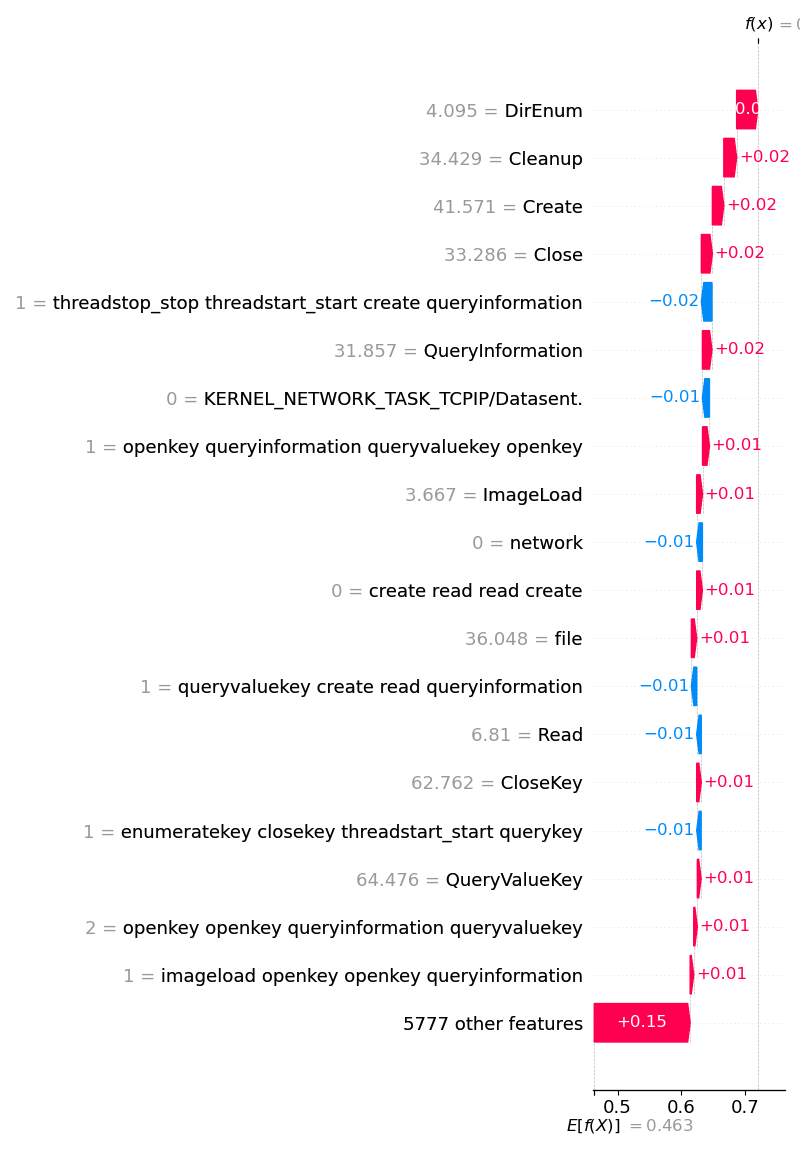 f(x) = 0
4.095 = DirEnum
0.0
34.429 = Cleanup +0.02
41.571 = Create +0.02
33.286 = Close +0.02
1 = threadstop_stop threadstart_start create queryinformation −0.02
31.857 = QueryInformation +0.02
0 = KERNEL_NETWORK_TASK_TCPIP/Datasent. −0.01
1 = openkey queryinformation queryvaluekey openkey +0.01
3.667 = ImageLoad +0.01
0 = network −0.01
0 = create read read create +0.01
36.048 = file +0.01
1 = queryvaluekey create read queryinformation −0.01
6.81 = Read −0.01
62.762 = CloseKey +0.01
1 = enumeratekey closekey threadstart_start querykey −0.01
64.476 = QueryValueKey +0.01
2 = openkey openkey queryinformation queryvaluekey +0.01
1 = imageload openkey openkey queryinformation +0.01
5777 other features +0.15
0.5 0.6 0.7
E[f(X)] = 0.463